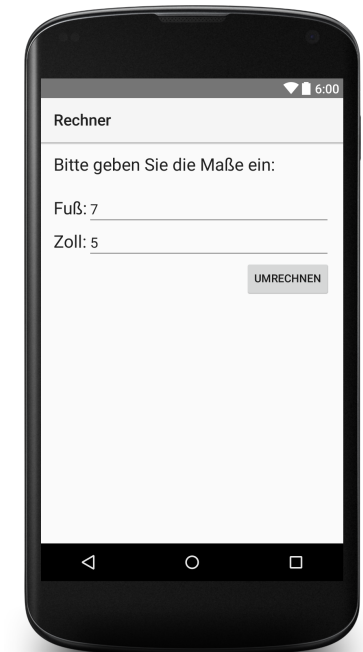 6:00
Rechner
Bitte geben Sie die Maße ein:
Fuß: 7
Zoll: 5
UMRECHNEN